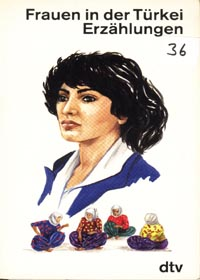 Frauen in der Türkei
Erzählungen
36
dtv